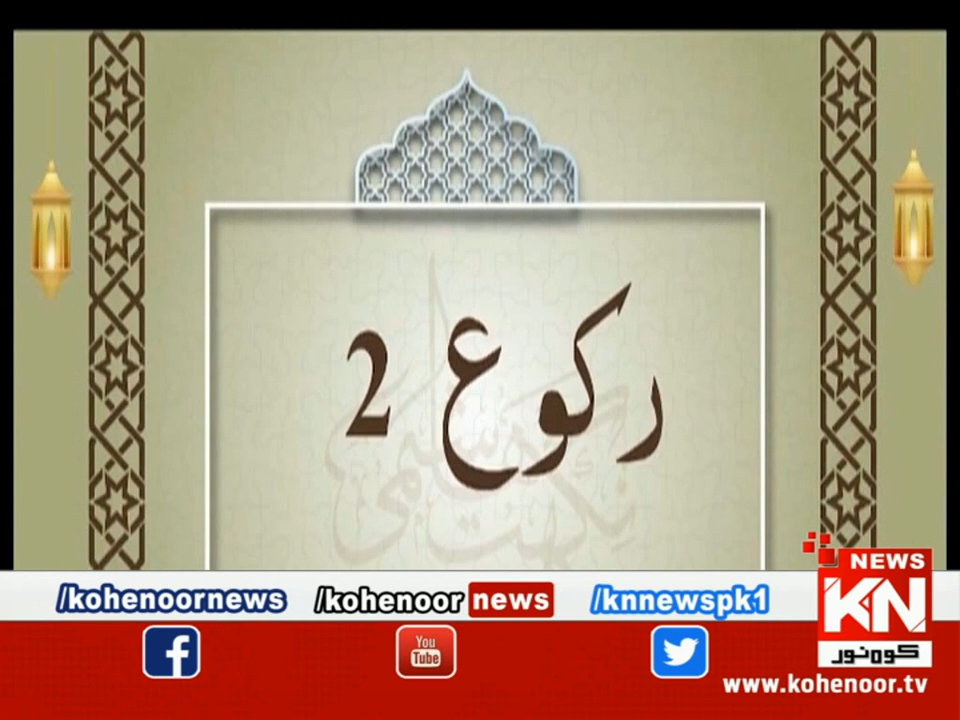 رکوع 2
/kohenoornews
/kohenoor news
/knnewspk1
NEWS
KN
کوہ نور
You
Tube
www.kohenoor.tv